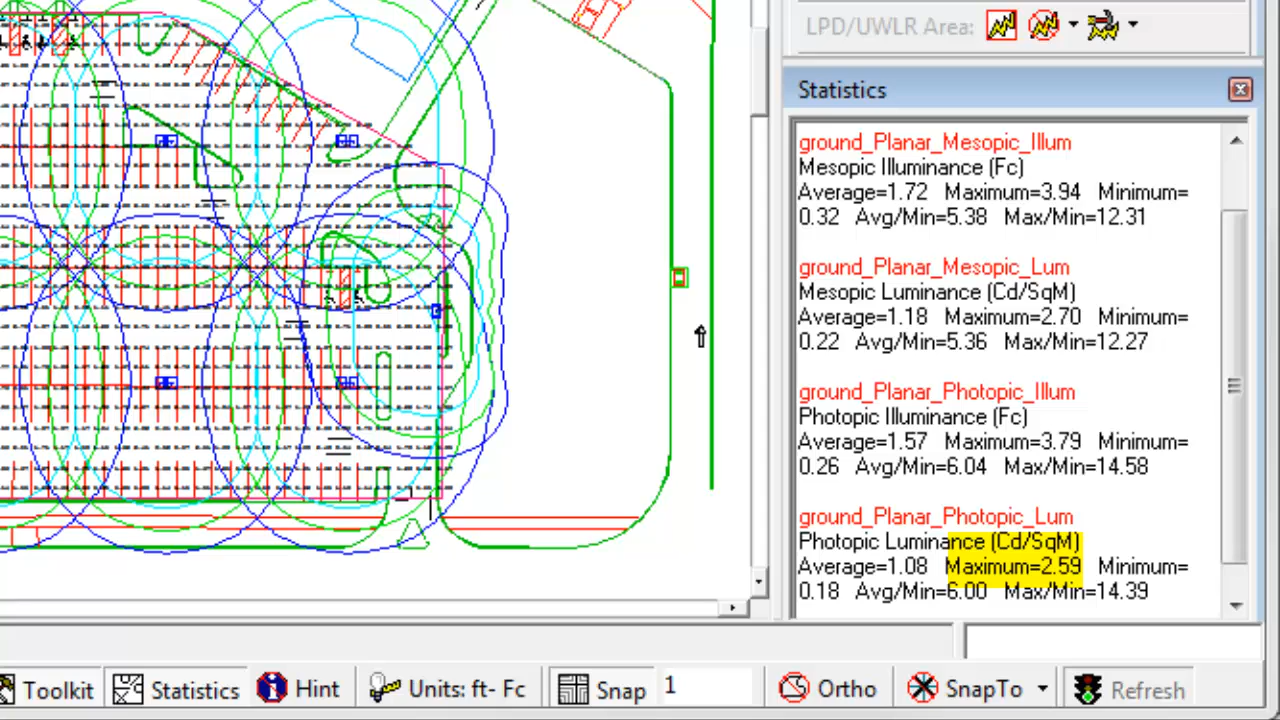 LPD/UWLR Area:
Statistics
ground_Planar_Mesopic_Illum
Mesopic Illuminance (Fc)
Average=1.72 Maximum=3.94 Minimum=
0.32 Avg/Min=5.38 Max/Min=12.31
ground_Planar_Mesopic_Lum
Mesopic Luminance (Cd/SqM)
Average=1.18 Maximum=2.70 Minimum=
0.22 Avg/Min=5.36 Max/Min=12.27
ground_Planar_Photopic_Illum
Photopic Illuminance (Fc)
Average=1.57 Maximum=3.79 Minimum=
0.26 Avg/Min=6.04 Max/Min=14.58
ground_Planar_Photopic_Lum
Photopic Luminance (Cd/SqM)
Average=1.08 Maximum=2.59 Minimum=
0.18 Avg/Min=6.00 Max/Min=14.39
Toolkit Statistics Hint Units: ft- Fc Snap 1 Ortho SnapTo Refresh